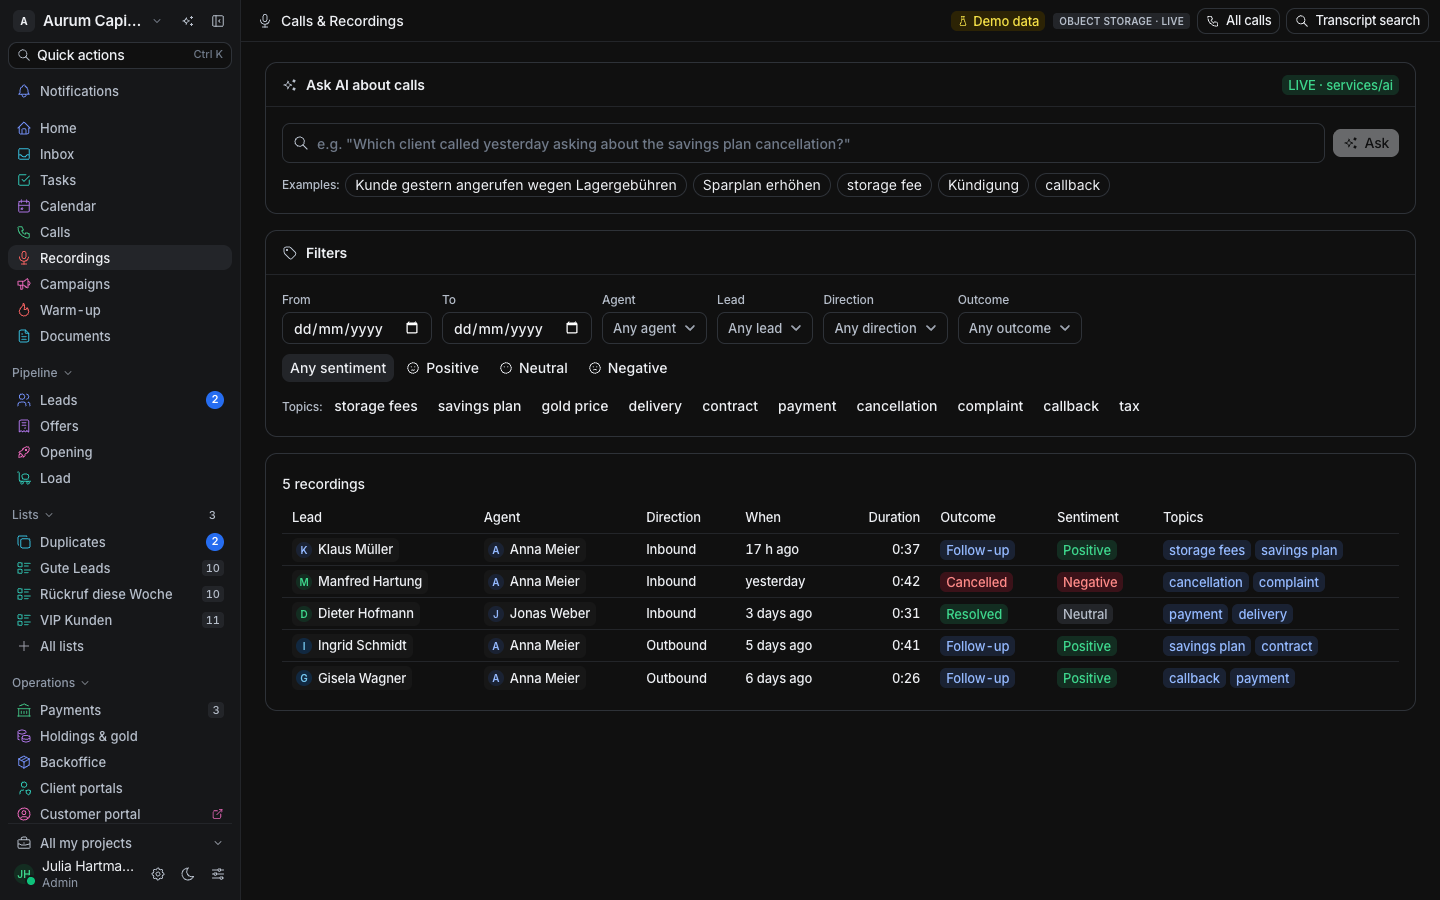 A Aurum Capi...
Quick actions Ctrl K
Notifications
Home
Inbox
Tasks
Calendar
Calls
Recordings
Campaigns
Warm-up
Documents
Pipeline
Leads 2
Offers
Opening
Load
Lists 3
Duplicates 2
Gute Leads 10
Rückruf diese Woche 10
VIP Kunden 11
All lists
Operations
Payments 3
Holdings & gold
Backoffice
Client portals
Customer portal
All my projects
JH Julia Hartma...
Admin
Calls & Recordings Demo data OBJECT STORAGE · LIVE All calls Transcript search
Ask AI about calls LIVE · services/ai
e.g. "Which client called yesterday asking about the savings plan cancellation?" Ask
Examples: Kunde gestern angerufen wegen Lagergebühren Sparplan erhöhen storage fee Kündigung callback
Filters
From To Agent Lead Direction Outcome
dd/mm/yyyy dd/mm/yyyy Any agent Any lead Any direction Any outcome
Any sentiment Positive Neutral Negative
Topics: storage fees savings plan gold price delivery contract payment cancellation complaint callback tax
5 recordings
Lead Agent Direction When Duration Outcome Sentiment Topics
K Klaus Müller A Anna Meier Inbound 17 h ago 0:37 Follow-up Positive storage fees savings plan
M Manfred Hartung A Anna Meier Inbound yesterday 0:42 Cancelled Negative cancellation complaint
D Dieter Hofmann J Jonas Weber Inbound 3 days ago 0:31 Resolved Neutral payment delivery
I Ingrid Schmidt A Anna Meier Outbound 5 days ago 0:41 Follow-up Positive savings plan contract
G Gisela Wagner A Anna Meier Outbound 6 days ago 0:26 Follow-up Positive callback payment